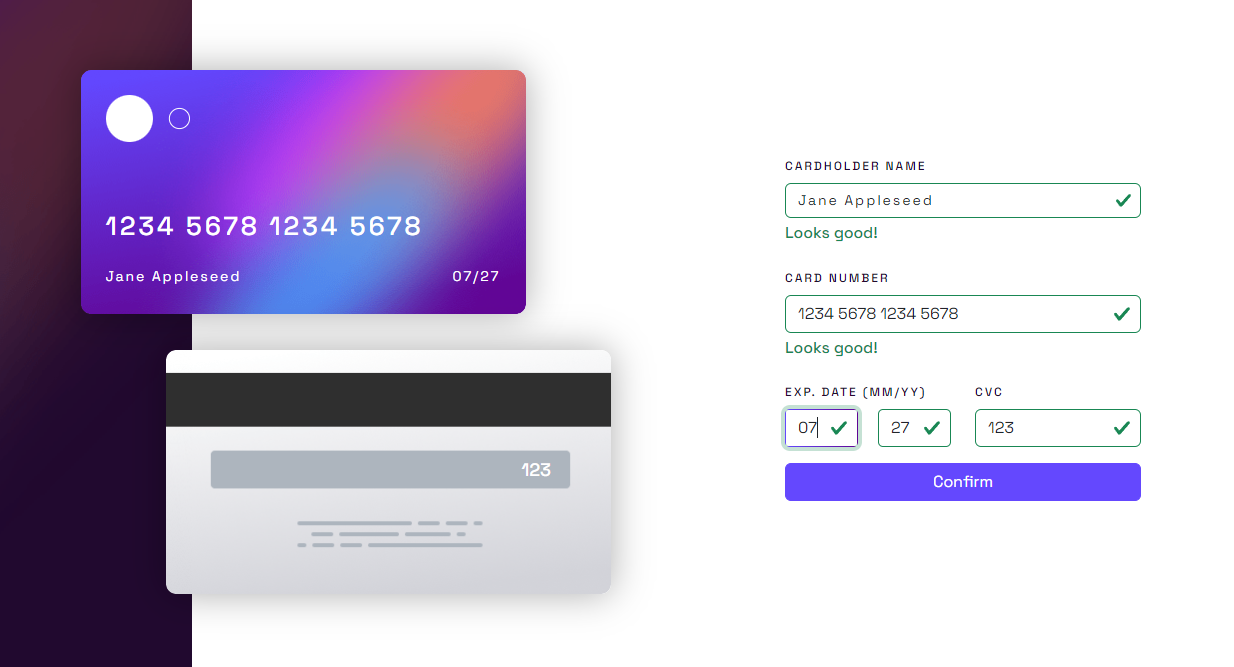 1234 5678 1234 5678
Jane Appleseed 07/27
123
CARDHOLDER NAME
Jane Appleseed
Looks good!
CARD NUMBER
1234 5678 1234 5678
Looks good!
EXP. DATE (MM/YY) CVC
07 27 123
Confirm